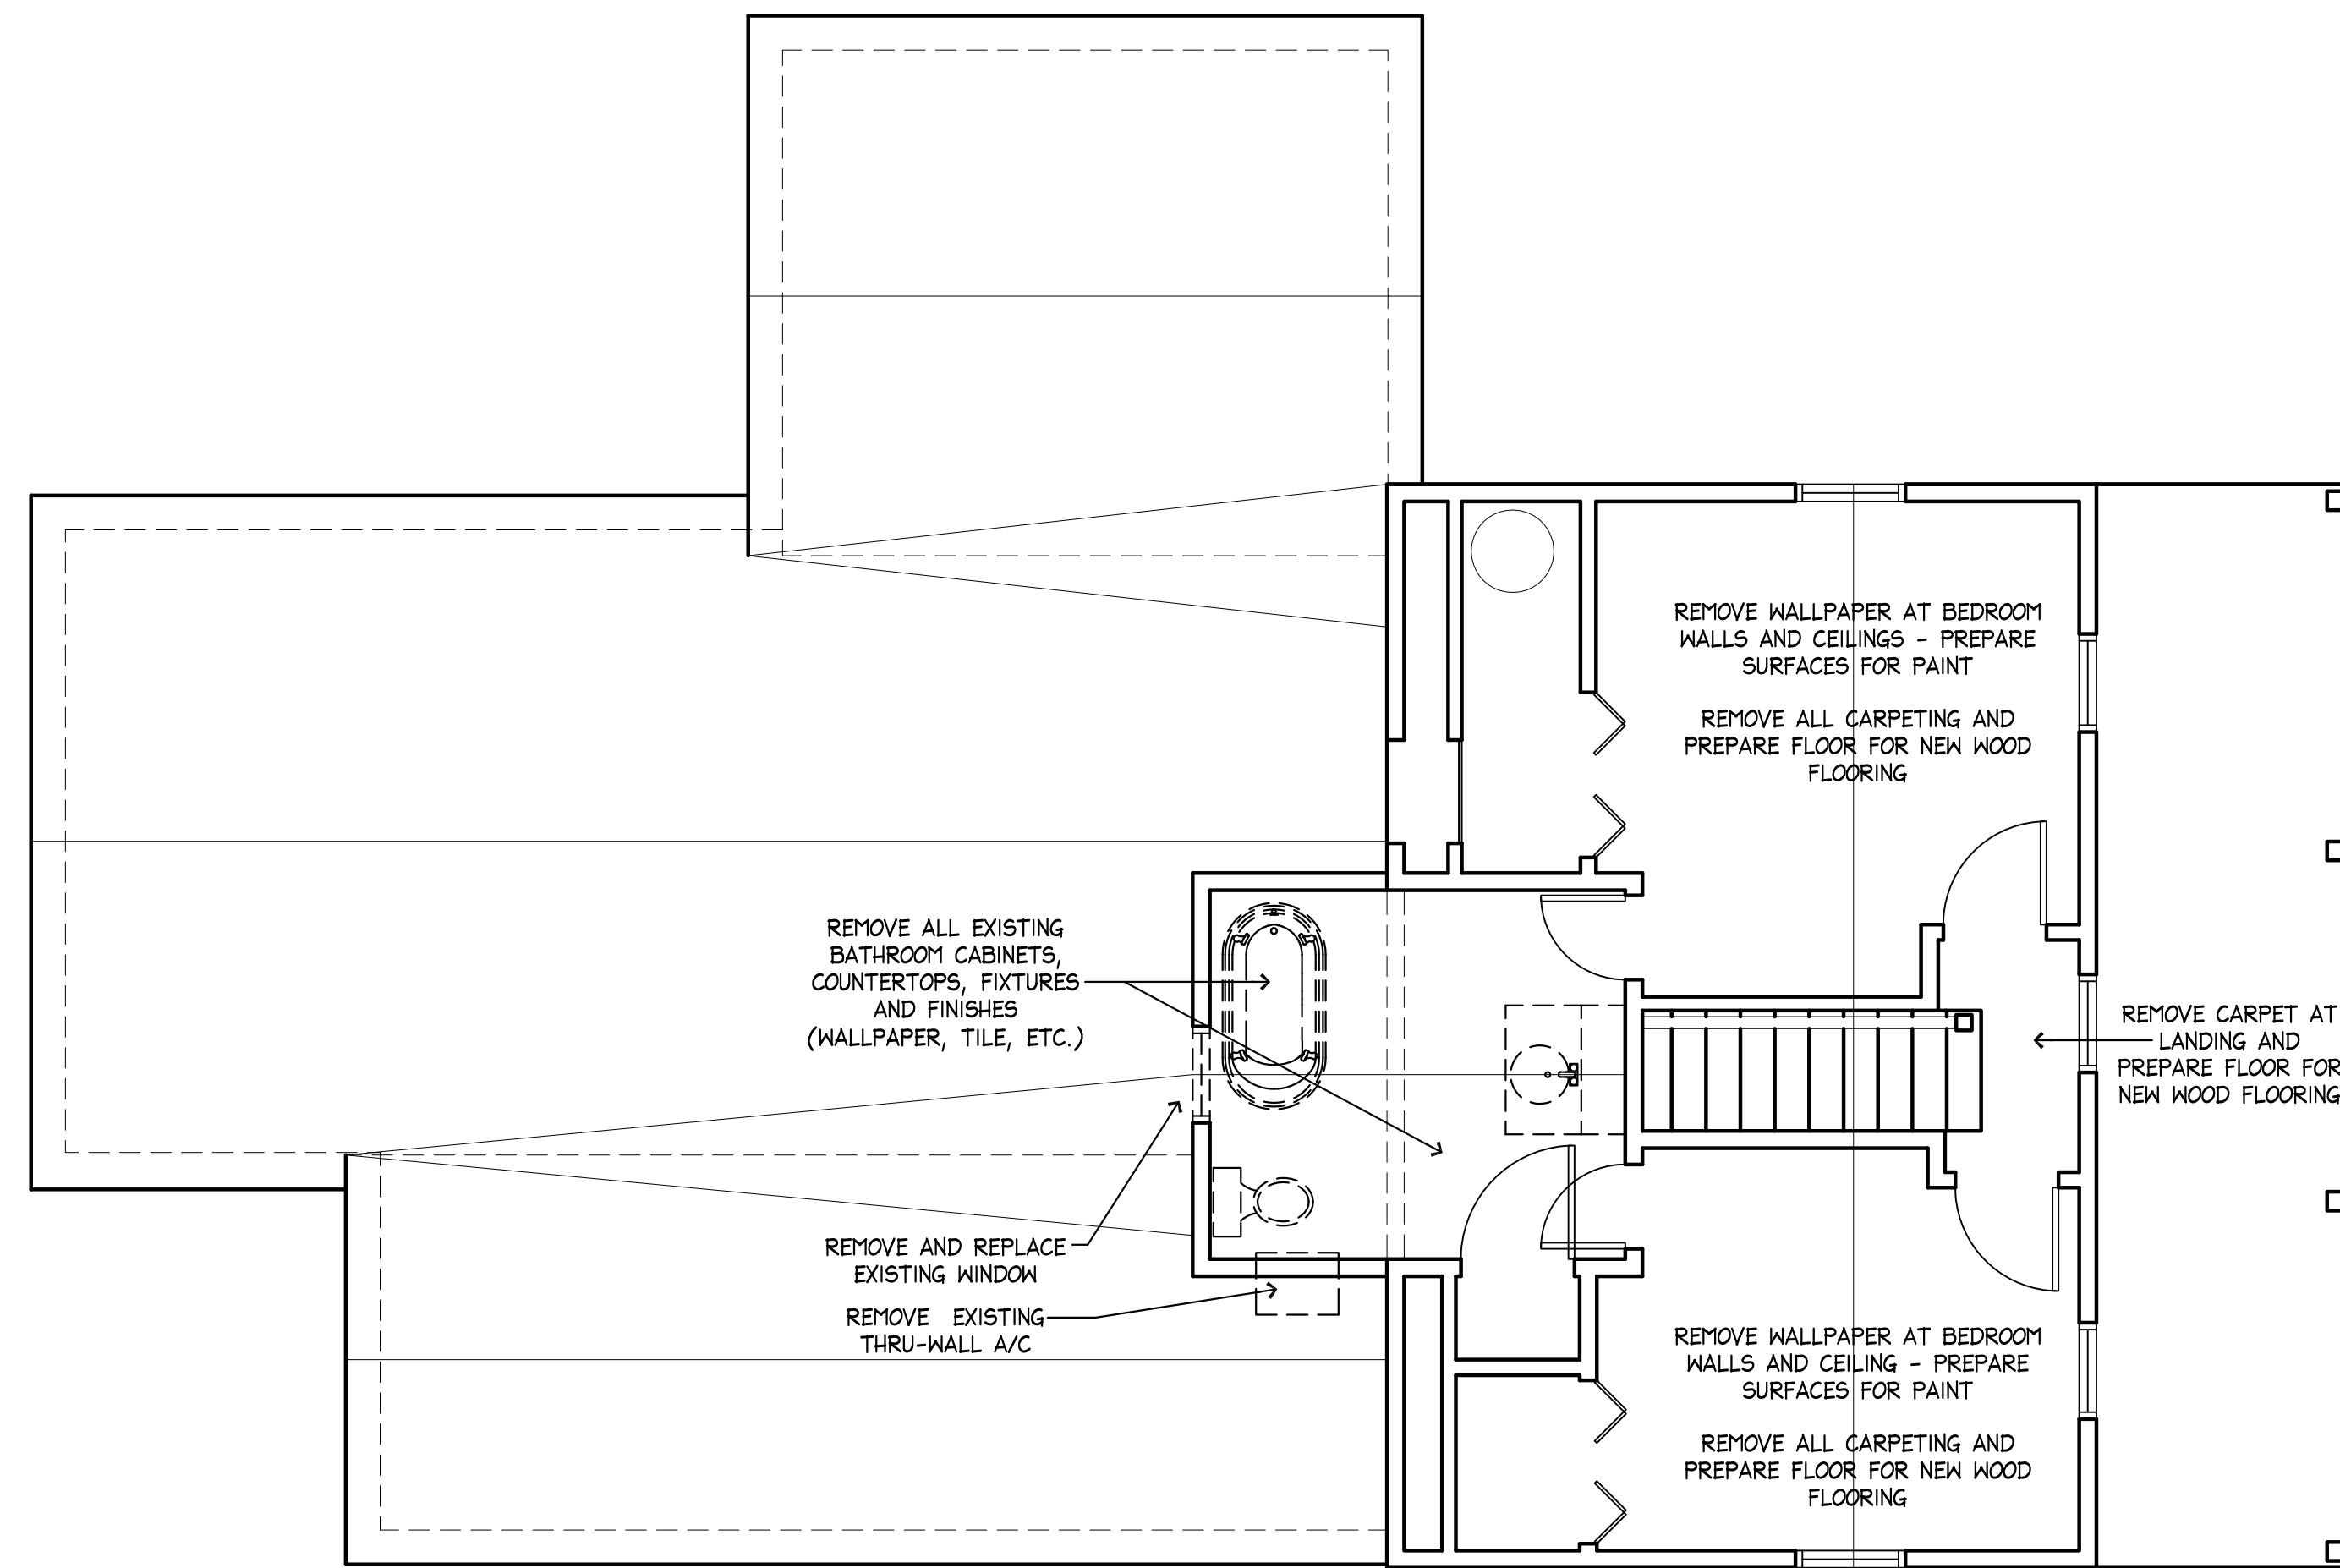 REMOVE WALLPAPER AT BEDROOM
WALLS AND CEILINGS - PREPARE
SURFACES FOR PAINT
REMOVE ALL CARPETING AND
PREPARE FLOOR FOR NEW WOOD
FLOORING
REMOVE ALL EXISTING
BATHROOM CABINETS,
COUNTERTOPS, FIXTURES
AND FINISHES
(WALLPAPER, TILE, ETC.)
REMOVE CARPET AT
LANDING AND
PREPARE FLOOR FOR
NEW WOOD FLOORING
REMOVE AND REPLACE
EXISTING WINDOW
REMOVE EXISTING
THRU-WALL A/C
REMOVE WALLPAPER AT BEDROOM
WALLS AND CEILING - PREPARE
SURFACES FOR PAINT
REMOVE ALL CARPETING AND
PREPARE FLOOR FOR NEW WOOD
FLOORING